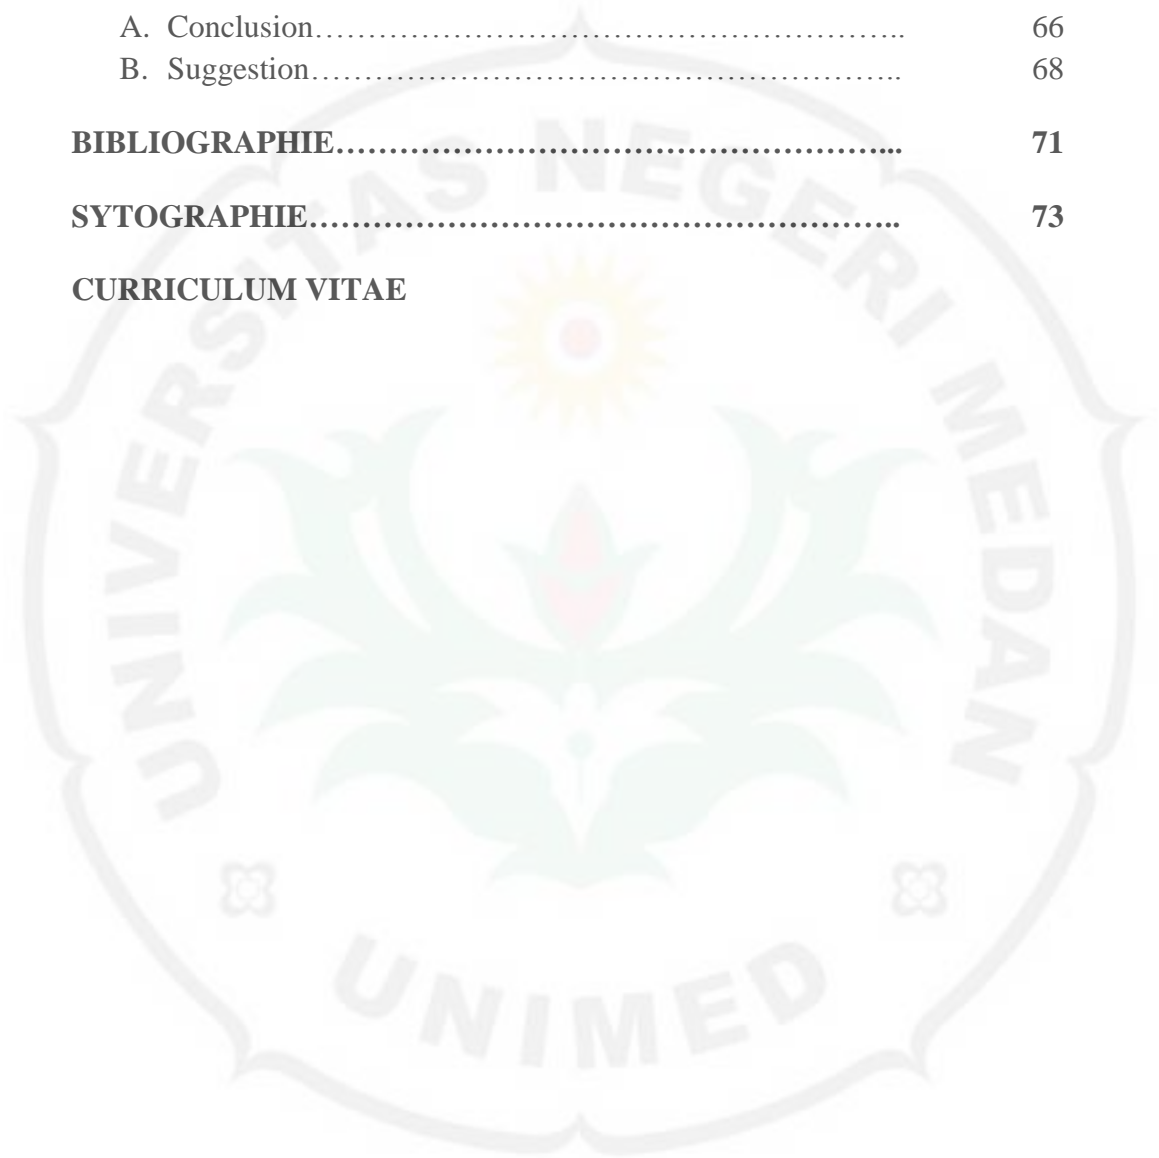 A. Conclusion………………………………………………….. 66
B. Suggestion………………………………………………….. 68
BIBLIOGRAPHIE……………………………………………... 71
SYTOGRAPHIE……………………………………………….. 73
CURRICULUM VITAE
UNIVERSITAS NEGERI MEDAN
UNIMED